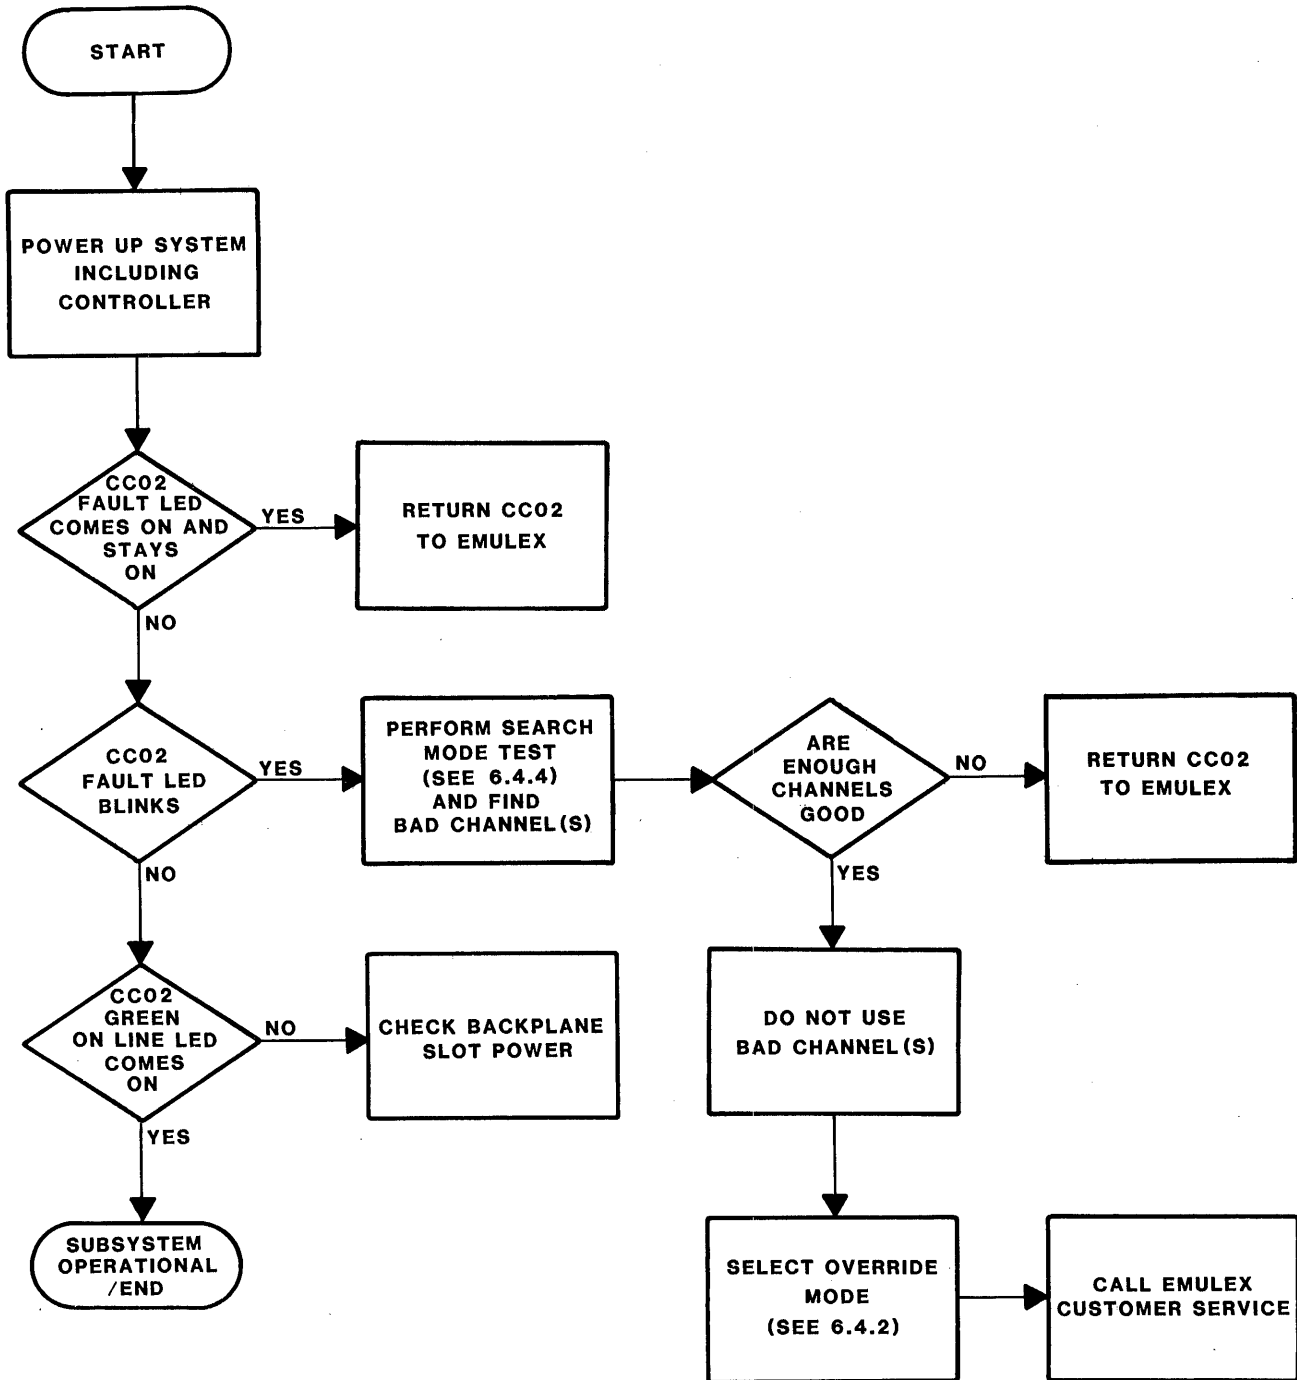 START
POWER UP SYSTEM
INCLUDING
CONTROLLER
CC02
FAULT LED
COMES ON AND
STAYS
ON
YES
RETURN CC02
TO EMULEX
NO
CC02
FAULT LED
BLINKS
YES
PERFORM SEARCH
MODE TEST
(SEE 6.4.4)
AND FIND
BAD CHANNEL(S)
ARE
ENOUGH
CHANNELS
GOOD
NO
RETURN CC02
TO EMULEX
NO
YES
CC02
GREEN
ON LINE LED
COMES
ON
NO
CHECK BACKPLANE
SLOT POWER
DO NOT USE
BAD CHANNEL(S)
YES
SUBSYSTEM
OPERATIONAL
/END
SELECT OVERRIDE
MODE
(SEE 6.4.2)
CALL EMULEX
CUSTOMER SERVICE